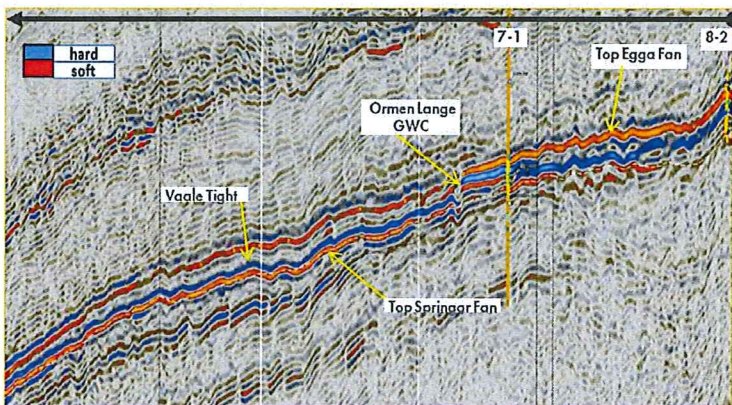 hard
soft
7-1
8-2
Top Egga Fan
Ormen Lange
GWC
Vaale Tight
Top Springar Fan